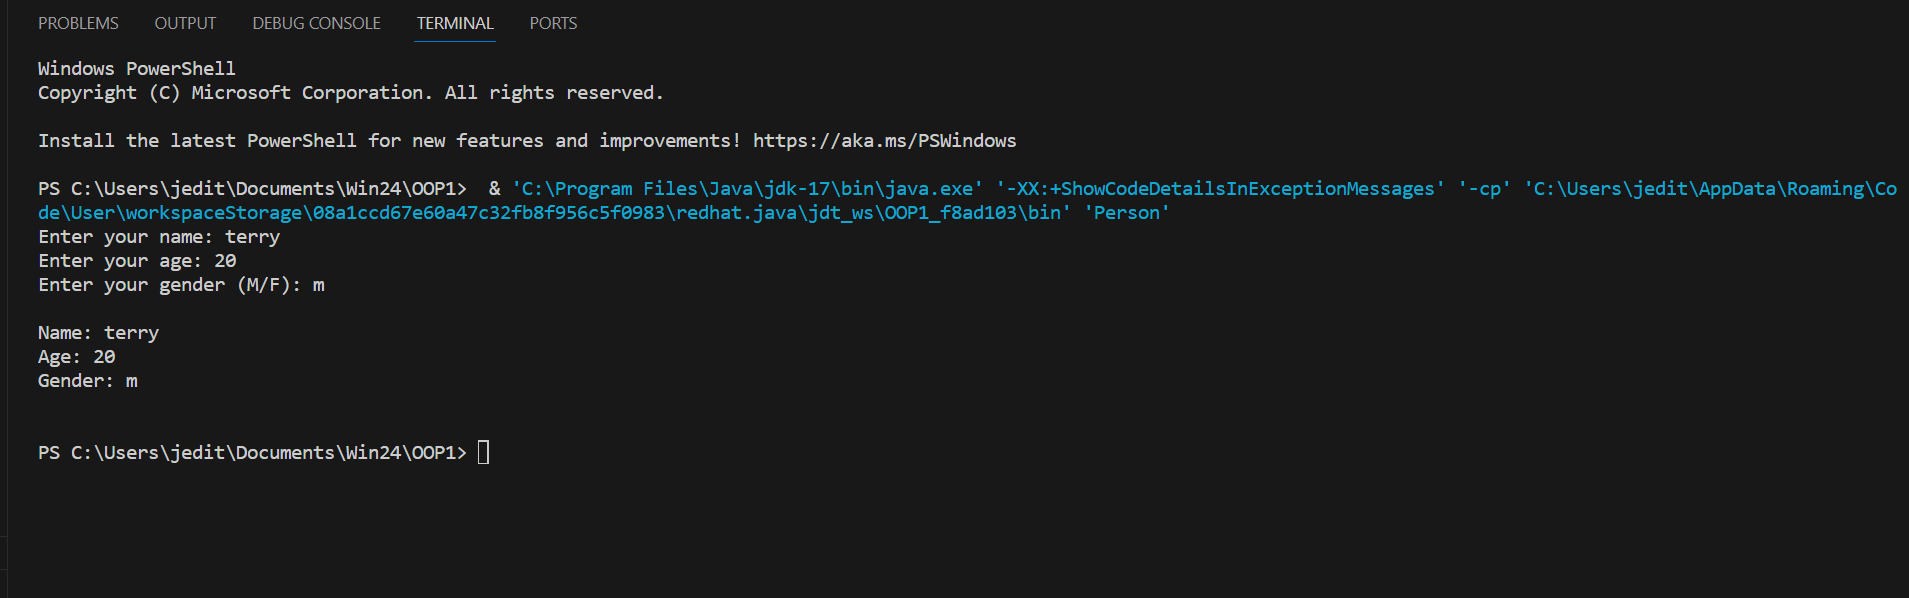 PROBLEMS OUTPUT DEBUG CONSOLE TERMINAL PORTS
Windows PowerShell
Copyright (C) Microsoft Corporation. All rights reserved.
Install the latest PowerShell for new features and improvements! https://aka.ms/PSWindows
PS C:\Users\jedit\Documents\Win24\OOP1>  & 'C:\Program Files\Java\jdk-17\bin\java.exe' '-XX:+ShowCodeDetailsInExceptionMessages' '-cp' 'C:\Users\jedit\AppData\Roaming\Co
de\User\workspaceStorage\08a1ccd67e60a47c32fb8f956c5f0983\redhat.java\jdt_ws\OOP1_f8ad103\bin' 'Person'
Enter your name: terry
Enter your age: 20
Enter your gender (M/F): m
Name: terry
Age: 20
Gender: m
PS C:\Users\jedit\Documents\Win24\OOP1>